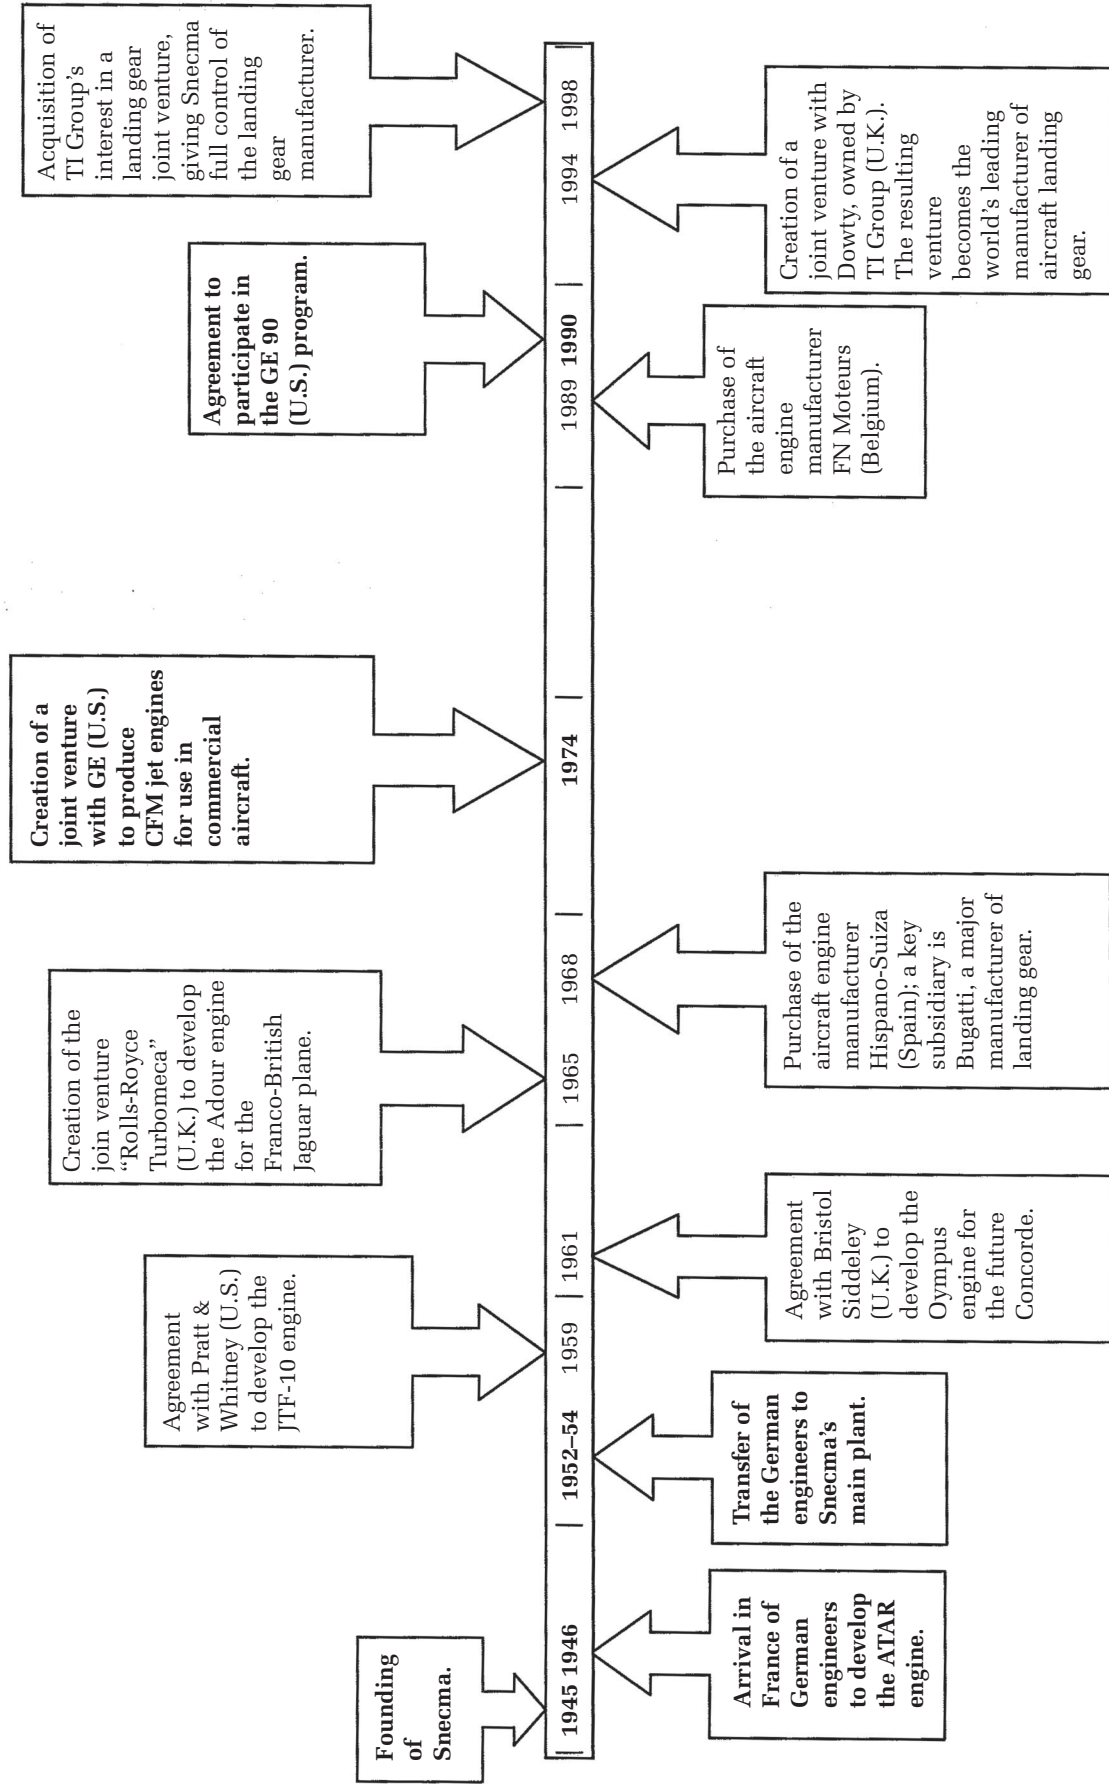 Founding
of
Snecma.
Agreement
with Pratt &
Whitney (U.S.)
to develop the
JTF-10 engine.
Creation of the
join venture
“Rolls-Royce
Turbomeca”
(U.K.) to develop
the Adour engine
for the
Franco-British
Jaguar plane.
Creation of a
joint venture
with GE (U.S.)
to produce
CFM jet engines
for use in
commercial
aircraft.
Agreement to
participate in
the GE 90
(U.S.) program.
Acquisition of
TI Group’s
interest in a
landing gear
joint venture,
giving Snecma
full control of
the landing
gear
manufacturer.
| 1945 1946 | 1952–54 1959 | 1961 | 1965 1968 | 1974 | | 1989 1990 | 1994 1998 |
Arrival in
France of
German
engineers
to develop
the ATAR
engine.
Transfer of
the German
engineers to
Snecma’s
main plant.
Agreement
with Bristol
Siddeley
(U.K.) to
develop the
Oympus
engine for
the future
Concorde.
Purchase of the
aircraft engine
manufacturer
Hispano-Suiza
(Spain); a key
subsidiary is
Bugatti, a major
manufacturer of
landing gear.
Purchase of
the aircraft
engine
manufacturer
FN Moteurs
(Belgium).
Creation of a
joint venture with
Dowty, owned by
TI Group (U.K.).
The resulting
venture
becomes the
world’s leading
manufacturer of
aircraft landing
gear.